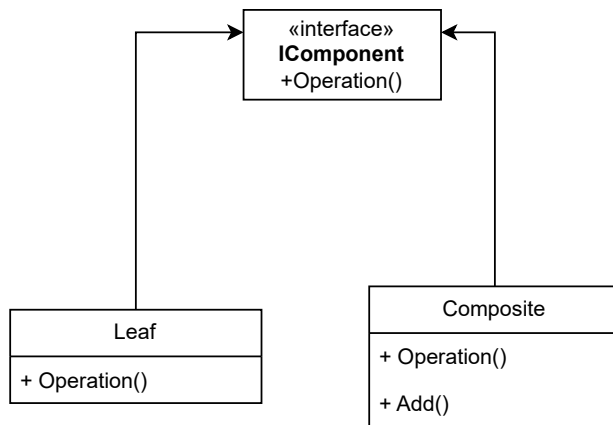 «interface»
IComponent
+Operation()
Leaf
+ Operation()
Composite
+ Operation()
+ Add()